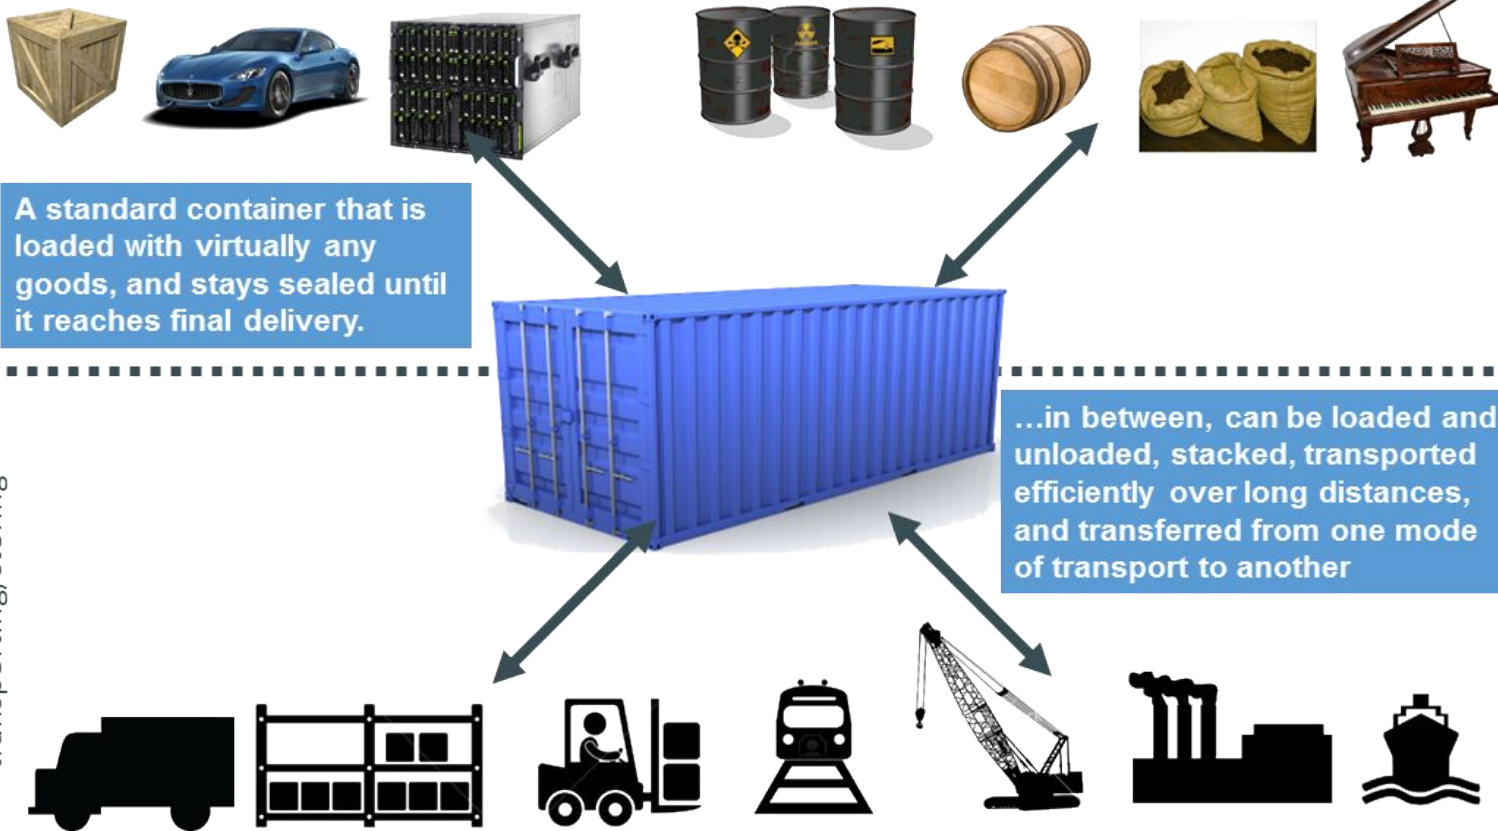 A standard container that is
loaded with virtually any
goods, and stays sealed until
it reaches final delivery.
...in between, can be loaded and
unloaded, stacked, transported
efficiently over long distances,
and transferred from one mode
of transport to another